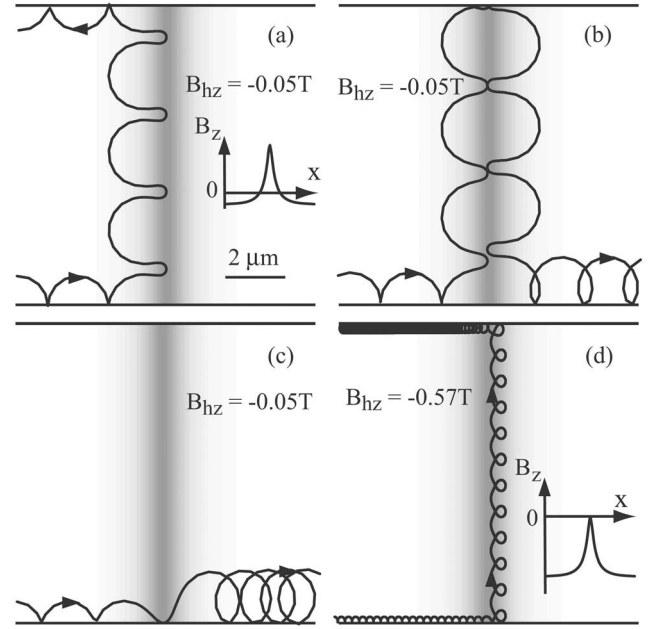 (a)
B_hz = -0.05T
B_z
0
x
2 μm
(b)
B_hz = -0.05T
(c)
B_hz = -0.05T
(d)
B_hz = -0.57T
B_z
x
0